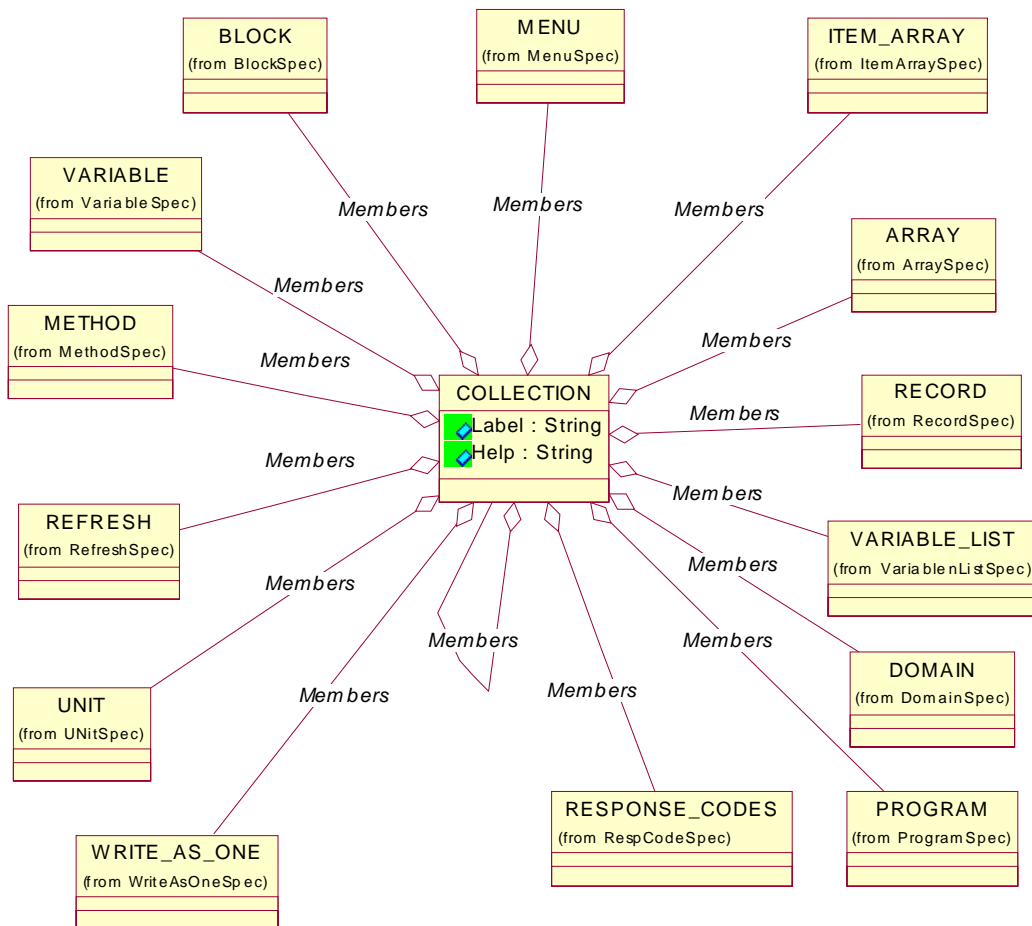 BLOCK
(from BlockSpec)
MENU
(from MenuSpec)
ITEM_ARRAY
(from ItemArraySpec)
VARIABLE
(from VariableSpec)
Members
Members
Members
ARRAY
(from ArraySpec)
Members
Members
METHOD
(from MethodSpec)
Members
COLLECTION
Label : String
Help : String
RECORD
(from RecordSpec)
Members
Members
Members
REFRESH
(from RefreshSpec)
VARIABLE_LIST
(from VariablenListSpec)
Members
Members
Members
Members
DOMAIN
(from DomainSpec)
UNIT
(from UNitSpec)
Members
Members
RESPONSE_CODES
(from RespCodeSpec)
PROGRAM
(from ProgramSpec)
WRITE_AS_ONE
(from WriteAsOneSpec)